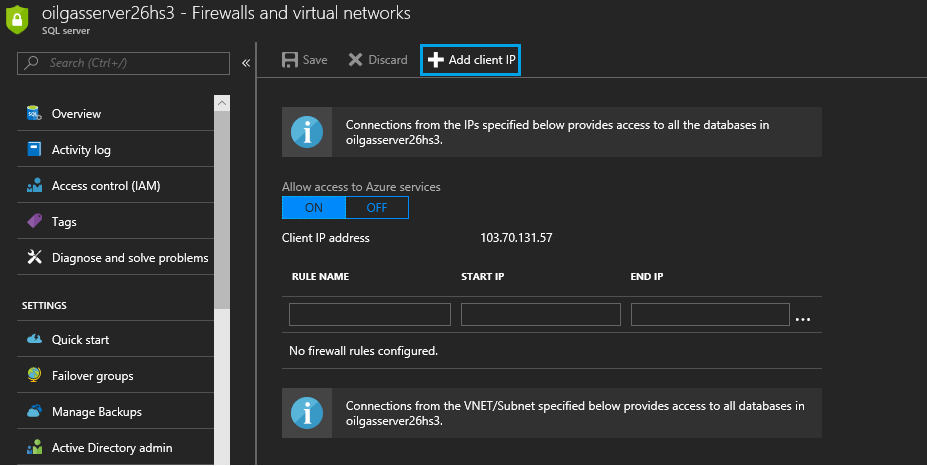 oilgasserver26hs3 - Firewalls and virtual networks
SQL server
Search (Ctrl+/)
«
Save
Discard
Add client IP
SQL
Overview
Activity log
Access control (IAM)
Tags
Diagnose and solve problems
SETTINGS
Quick start
Failover groups
Manage Backups
Active Directory admin
Connections from the IPs specified below provides access to all the databases in
oilgasserver26hs3.
Allow access to Azure services
ON OFF
Client IP address 103.70.131.57
RULE NAME START IP END IP
...
No firewall rules configured.
Connections from the VNET/Subnet specified below provides access to all databases in
oilgasserver26hs3.